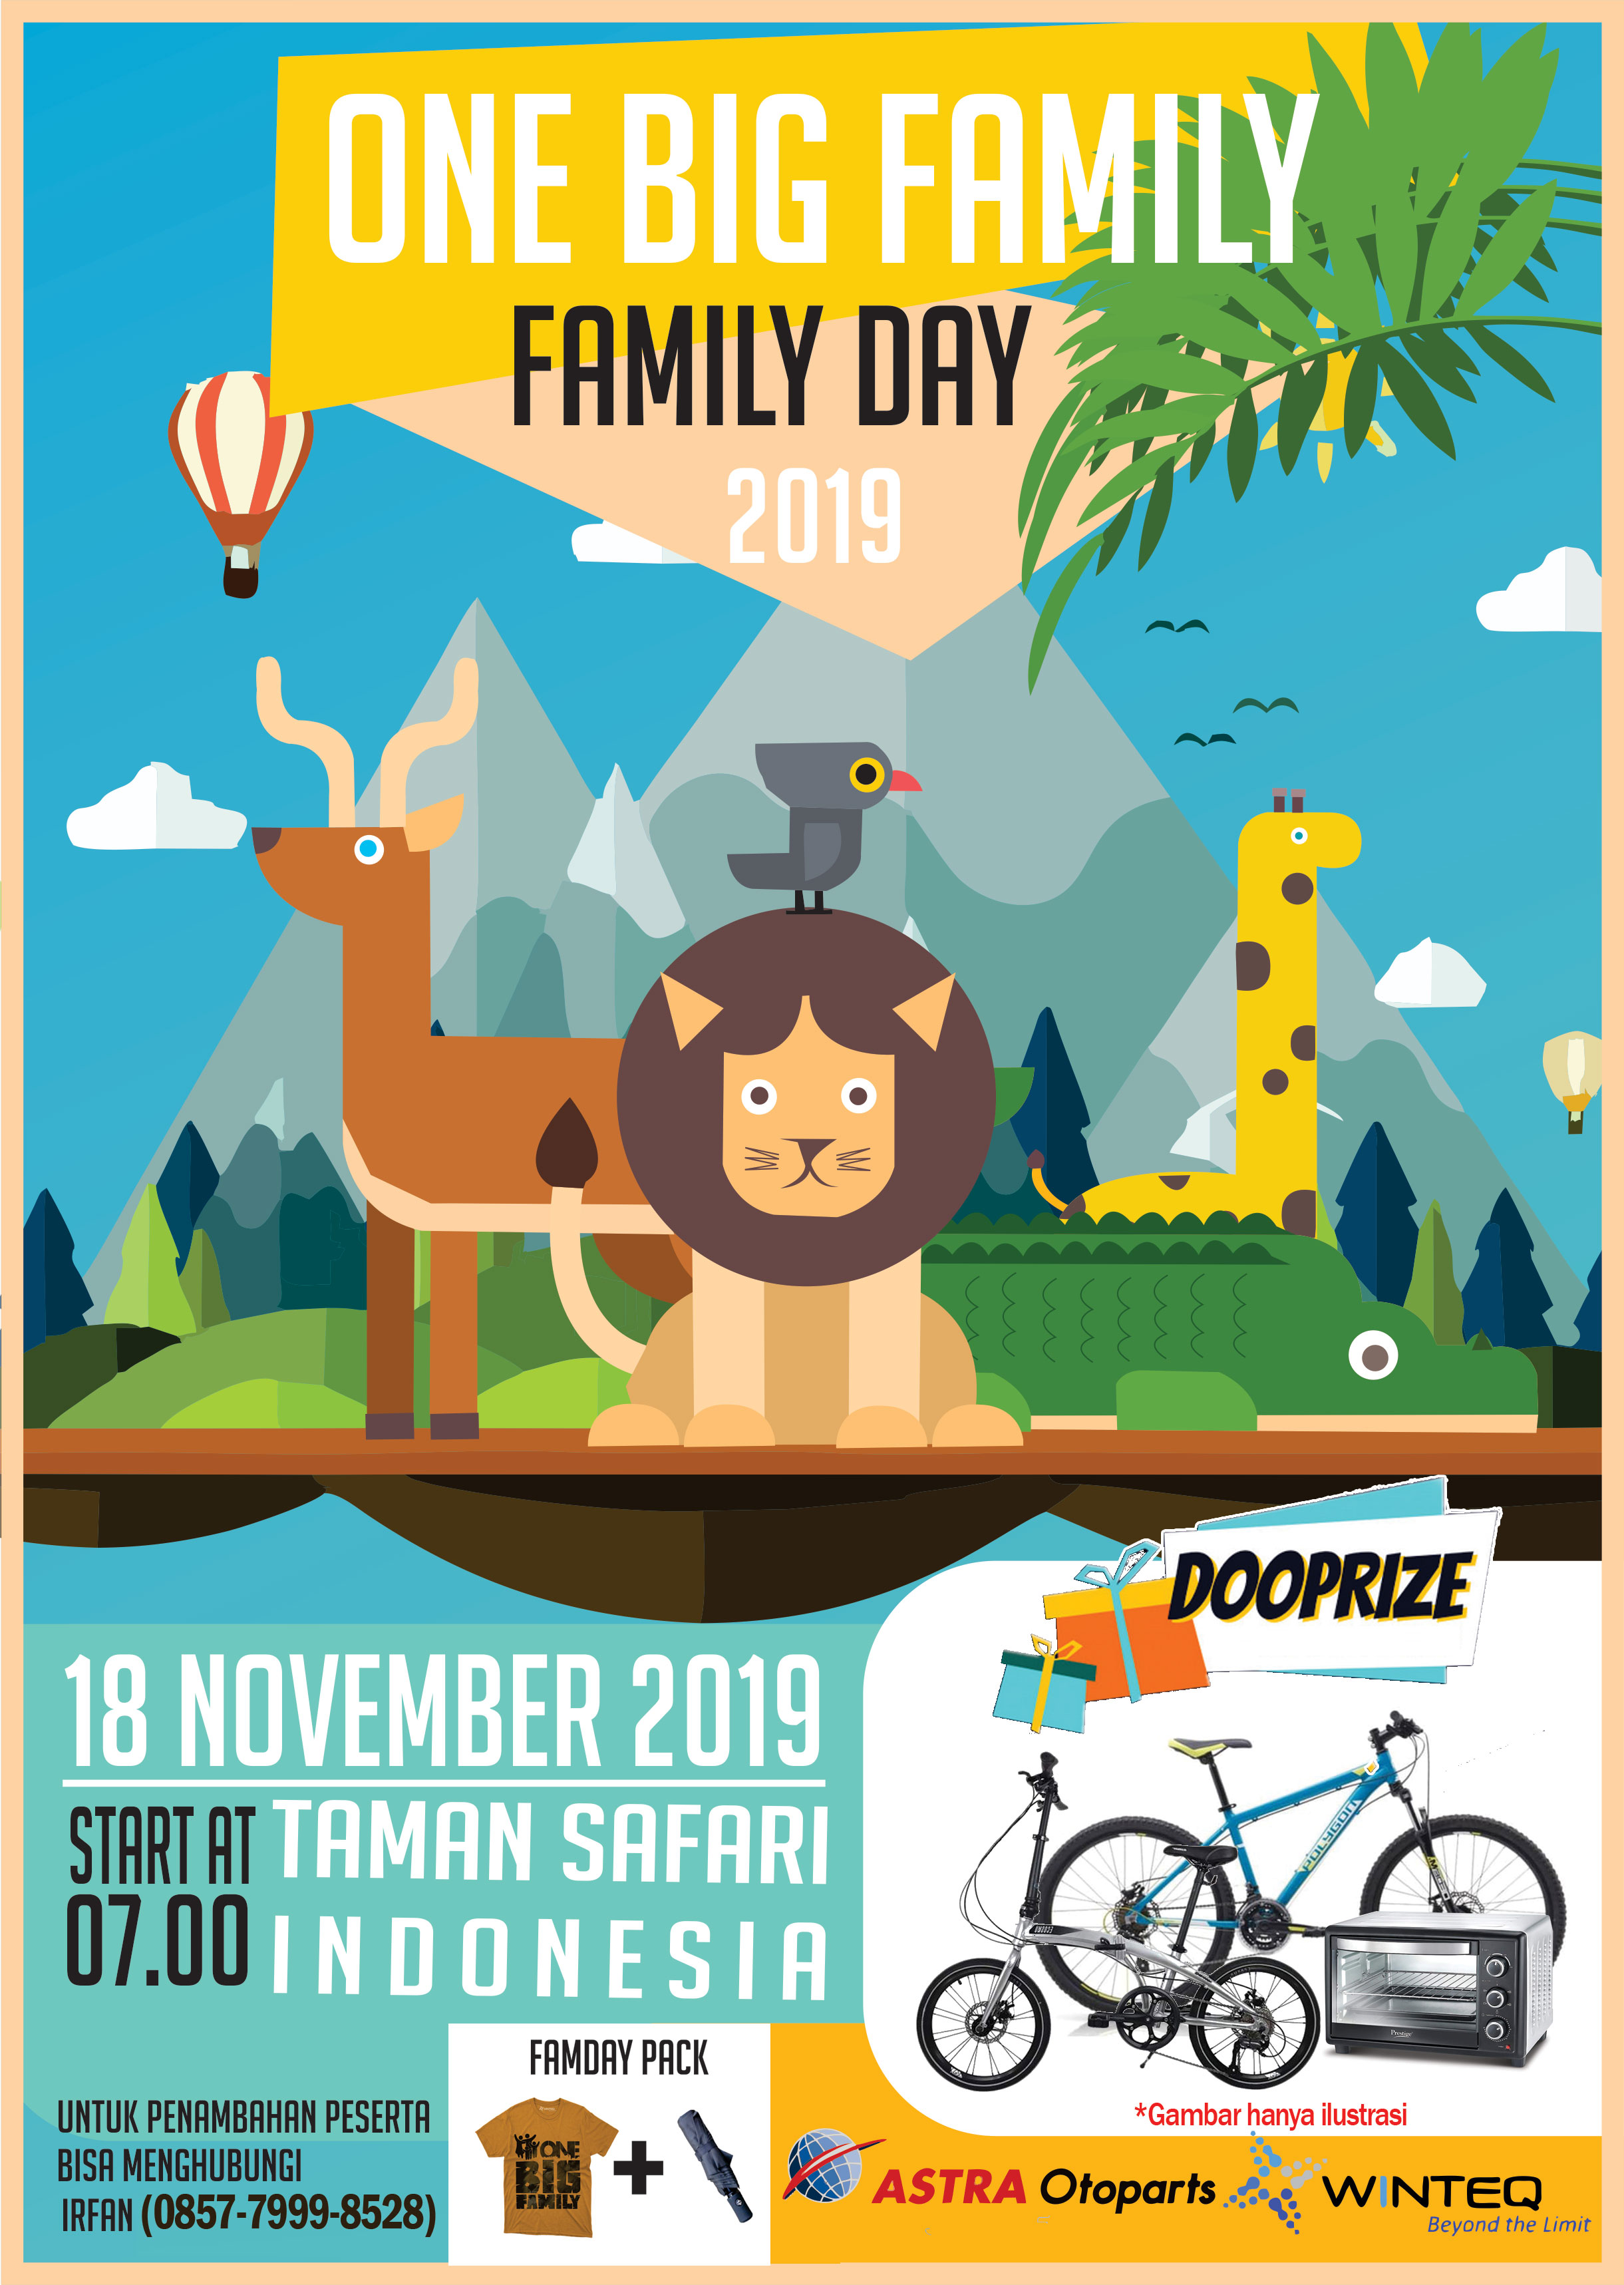 ONE BIG FAMILY
FAMILY DAY
2019
DOOPRIZE
18 NOVEMBER 2019
START AT
07.00
TAMAN SAFARI
INDONESIA
POLYGON
Prestige
*Gambar hanya ilustrasi
FAMDAY PACK
ONE
BIG
FAMILY
+
UNTUK PENAMBAHAN PESERTA
BISA MENGHUBUNGI
IRFAN (0857-7999-8528)
ASTRA Otoparts
WINTEQ
Beyond the Limit